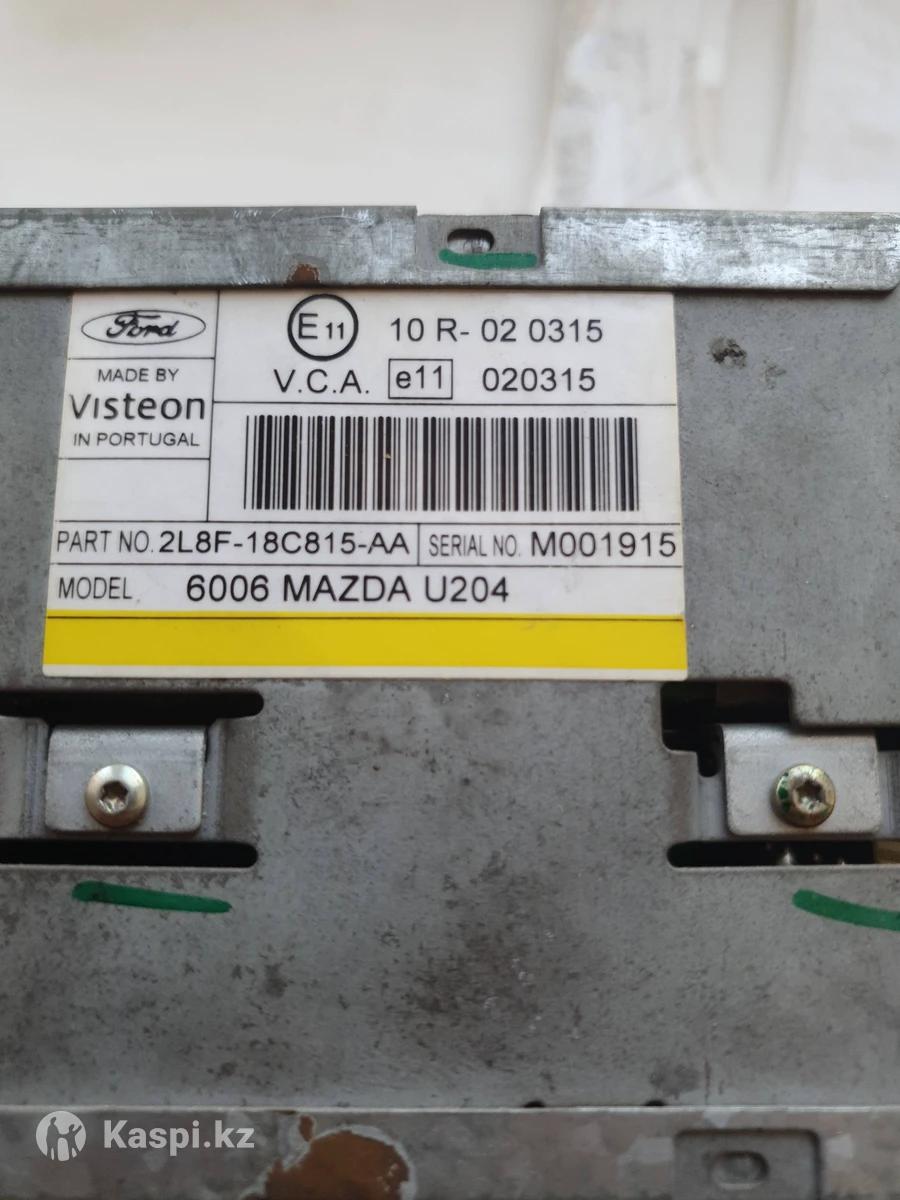 Ford
MADE BY
Visteon
IN PORTUGAL
E 11 10 R- 02 0315
V.C.A. e11 020315
PART NO. 2L8F-18C815-AA SERIAL NO. M001915
MODEL 6006 MAZDA U204
Kaspi.kz